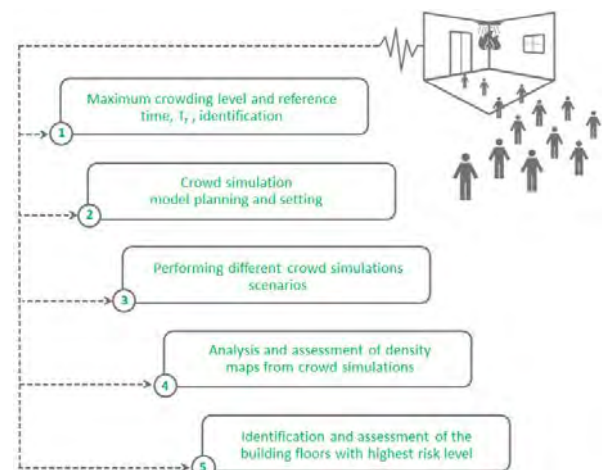 Maximum crowding level and reference
time, Tr , identification
1
Crowd simulation
model planning and setting
2
Performing different crowd simulations
scenarios
3
Analysis and assessment of density
maps from crowd simulations
4
Identification and assessment of the
building floors with highest risk level
5